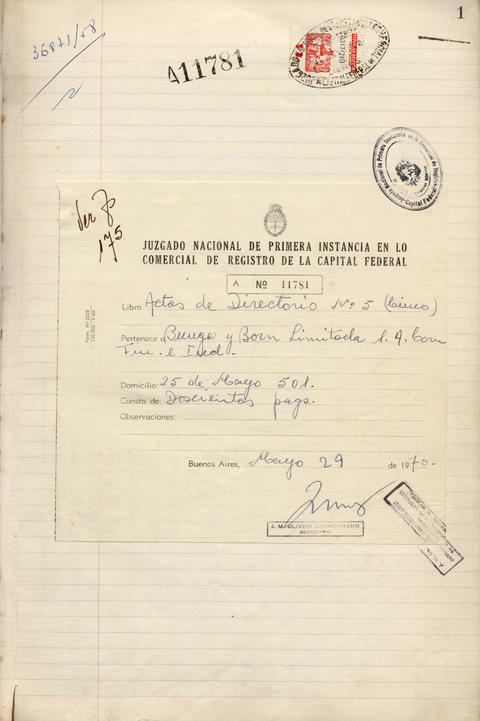 1
36871/58
A11781
Ver Fo
175
JUZGADO NACIONAL DE PRIMERA INSTANCIA EN LO
COMERCIAL DE REGISTRO DE LA CAPITAL FEDERAL
A Nº 11781
Libro Actas de Directorio Nº 5 (Cinco)
Pertenece a Bunge y Born Limitada S. A. Com
Fin. e Ind.
Domicilio: 25 de Mayo 501.
Consta de: Doscientas pags.
Observaciones:
Buenos Aires, Mayo 29 de 1970.
SECRETARIO